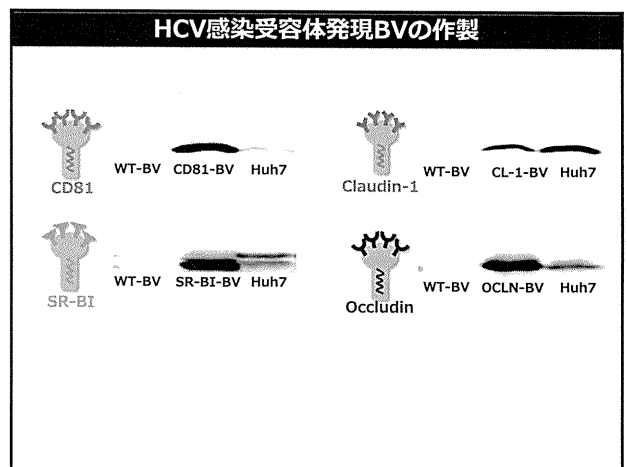 HCV感染受容体発現BVの作製
WT-BV CD81-BV Huh7
CD81
WT-BV CL-1-BV Huh7
Claudin-1
WT-BV SR-BI-BV Huh7
SR-BI
WT-BV OCLN-BV Huh7
Occludin